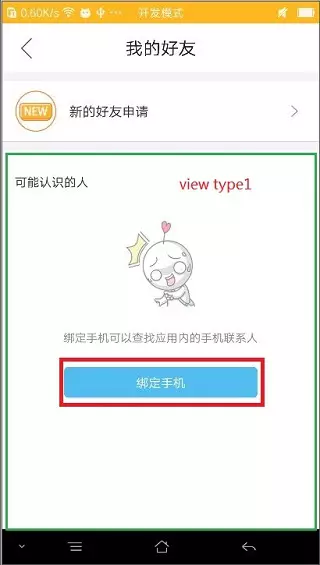 0.60K/s ··· 开发模式
我的好友
NEW 新的好友申请
可能认识的人 view type1
绑定手机可以查找应用内的手机联系人
绑定手机